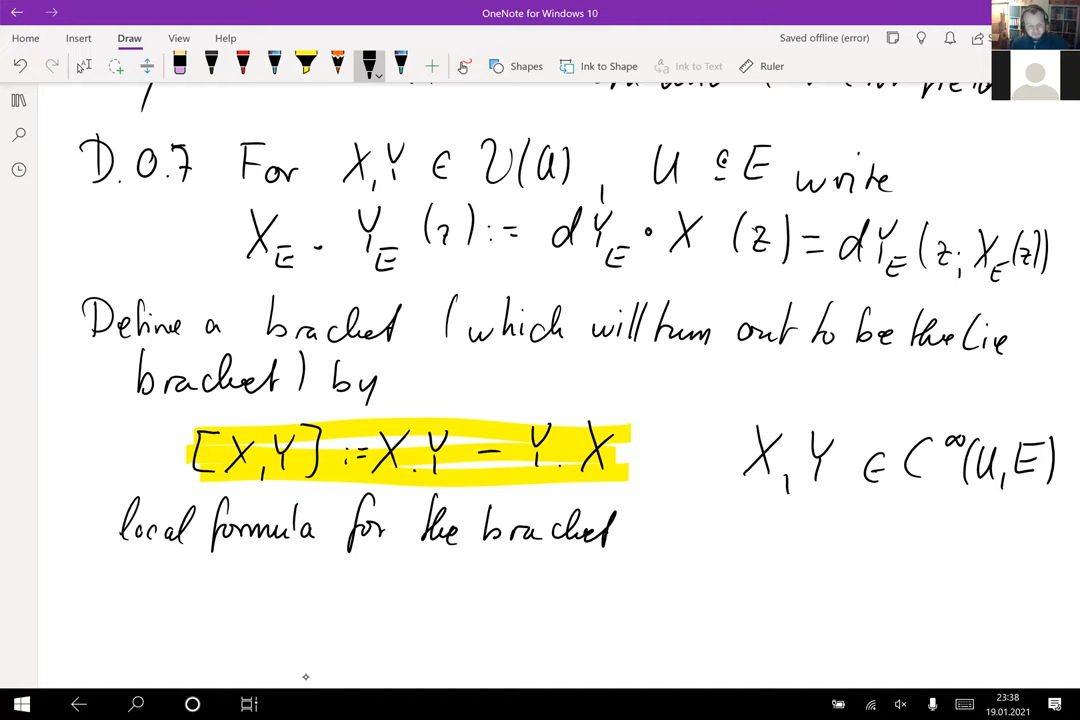 OneNote for Windows 10
Home Insert Draw View Help
Saved offline (error)
Shapes Ink to Shape Ink to Text Ruler
D.0.7 For X,Y ∈ V(U), U ⊆ E write
X_E . Y_E (z) := dY_E • X (z) = dY_E (z; X_E(z))
Define a bracket (which will turn out to be the Lie
bracket) by
[X,Y] := X.Y - Y.X X, Y ∈ C^∞(U,E)
local formula for the bracket
23:38
19.01.2021